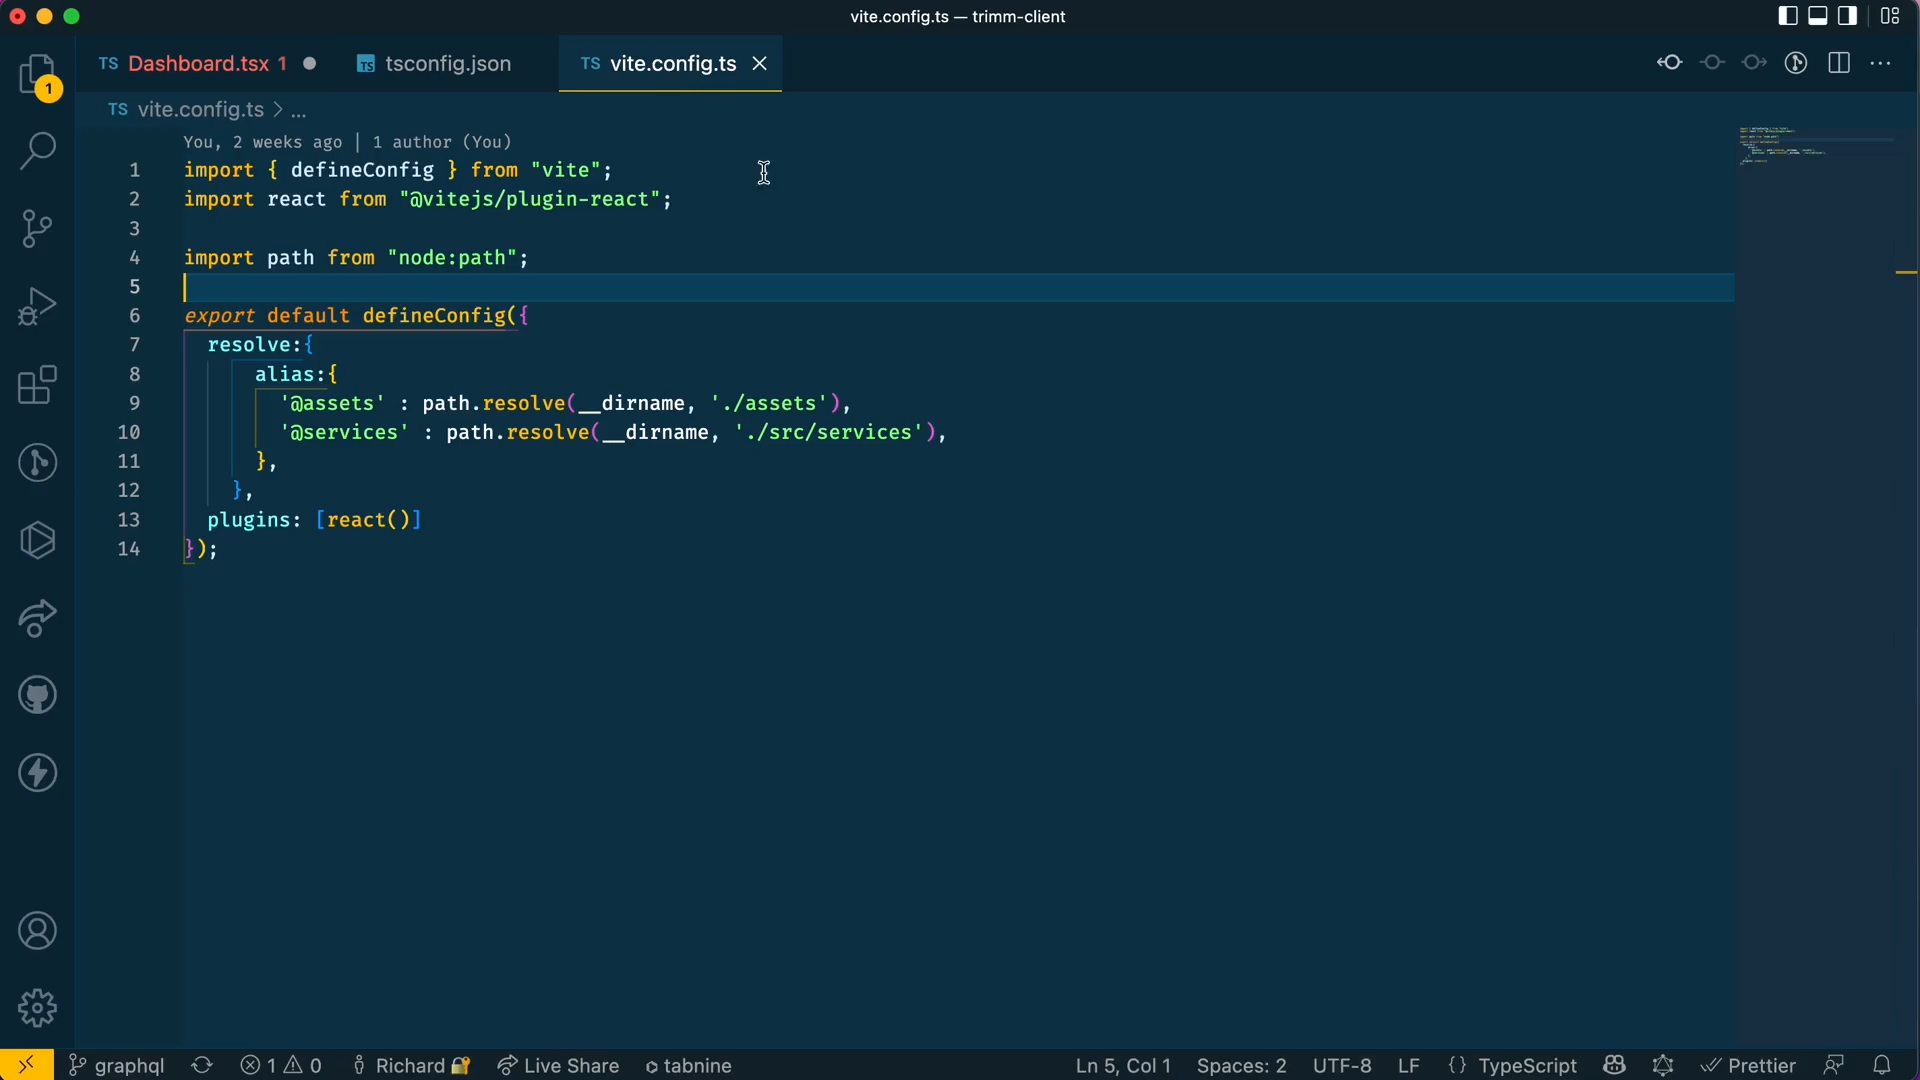 vite.config.ts — trimm-client
TS Dashboard.tsx 1 TS tsconfig.json TS vite.config.ts
1
TS vite.config.ts > ...
You, 2 weeks ago | 1 author (You)
1 import { defineConfig } from "vite";
2 import react from "@vitejs/plugin-react";
3
4 import path from "node:path";
5
6 export default defineConfig({
7 resolve:{
8 alias:{
9 '@assets' : path.resolve(__dirname, './assets'),
10 '@services' : path.resolve(__dirname, './src/services'),
11 },
12 },
13 plugins: [react()]
14 });
graphql 1 0 Richard Live Share tabnine Ln 5, Col 1 Spaces: 2 UTF-8 LF {} TypeScript Prettier